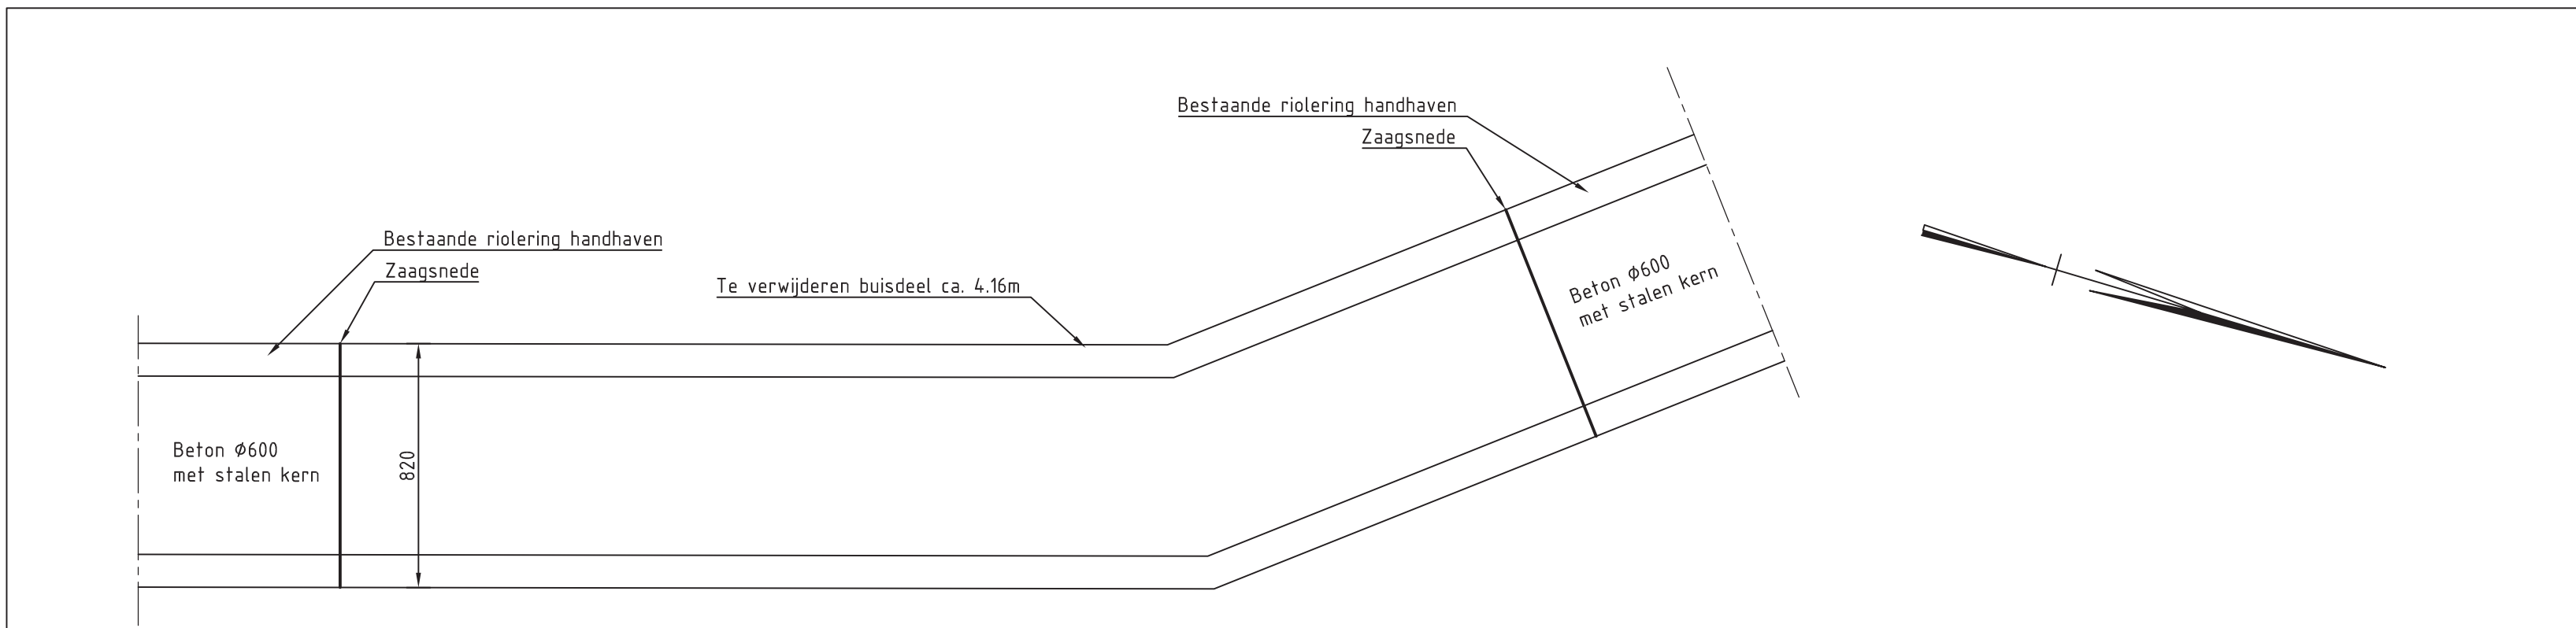 Bestaande riolering handhaven
Zaagsnede
Bestaande riolering handhaven
Zaagsnede
Te verwijderen buisdeel ca. 4.16m
Beton Ø600
met stalen kern
Beton Ø600
met stalen kern
820